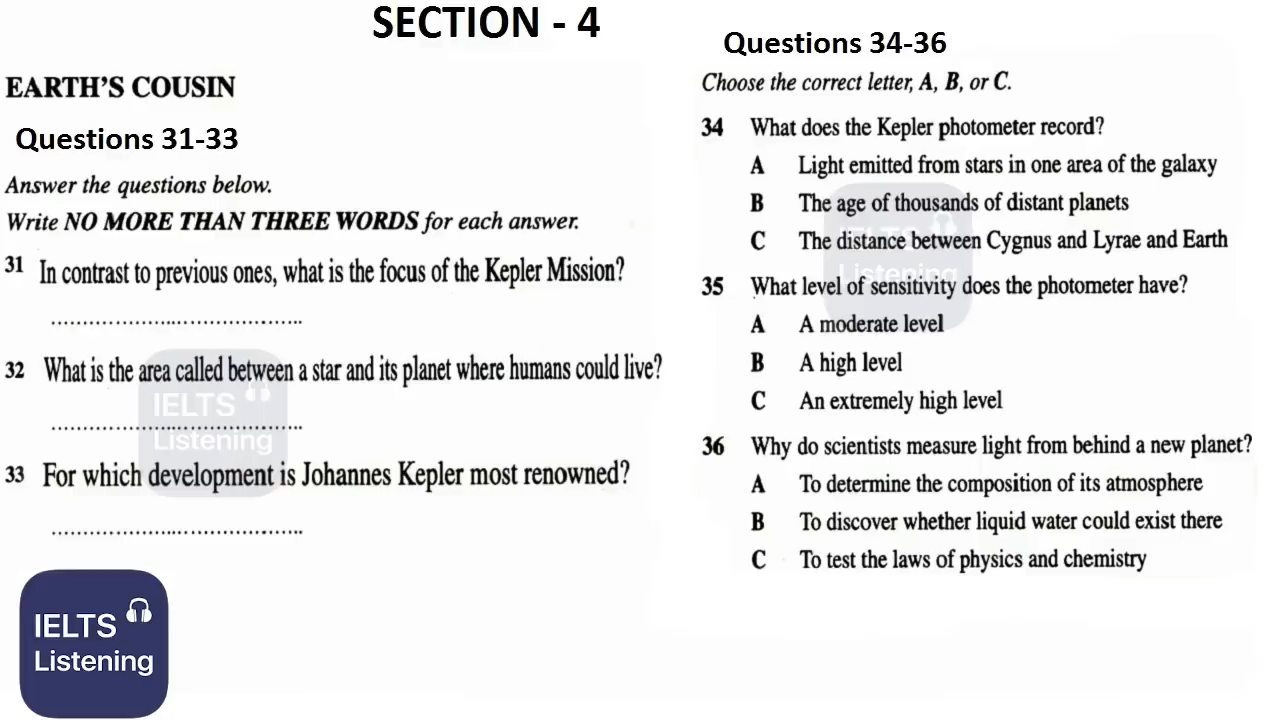 SECTION - 4
EARTH'S COUSIN
Questions 31-33
Answer the questions below.
Write NO MORE THAN THREE WORDS for each answer.
31 In contrast to previous ones, what is the focus of the Kepler Mission?
.......................................
32 What is the area called between a star and its planet where humans could live?
.......................................
33 For which development is Johannes Kepler most renowned?
.......................................
IELTS
Listening
IELTS
Listening
Questions 34-36
Choose the correct letter, A, B, or C.
34 What does the Kepler photometer record?
A Light emitted from stars in one area of the galaxy
B The age of thousands of distant planets
C The distance between Cygnus and Lyrae and Earth
35 What level of sensitivity does the photometer have?
A A moderate level
B A high level
C An extremely high level
36 Why do scientists measure light from behind a new planet?
A To determine the composition of its atmosphere
B To discover whether liquid water could exist there
C To test the laws of physics and chemistry
IELTS
Listening